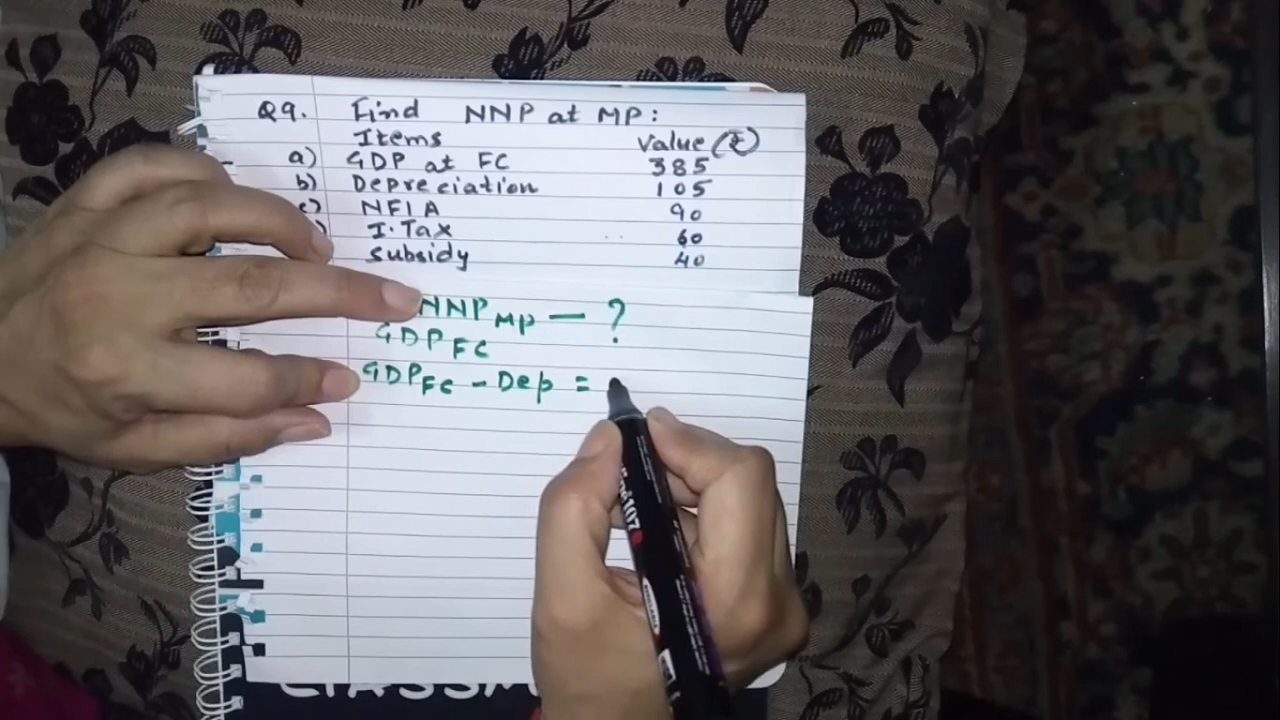 Q9. Find NNP at MP:
Items Value (₹)
a) GDP at FC 385
b) Depreciation 105
c) NFIA 90
) I. Tax 60
subsidy 40
NNP MP — ?
GDP FC
GDP FC - Dep =